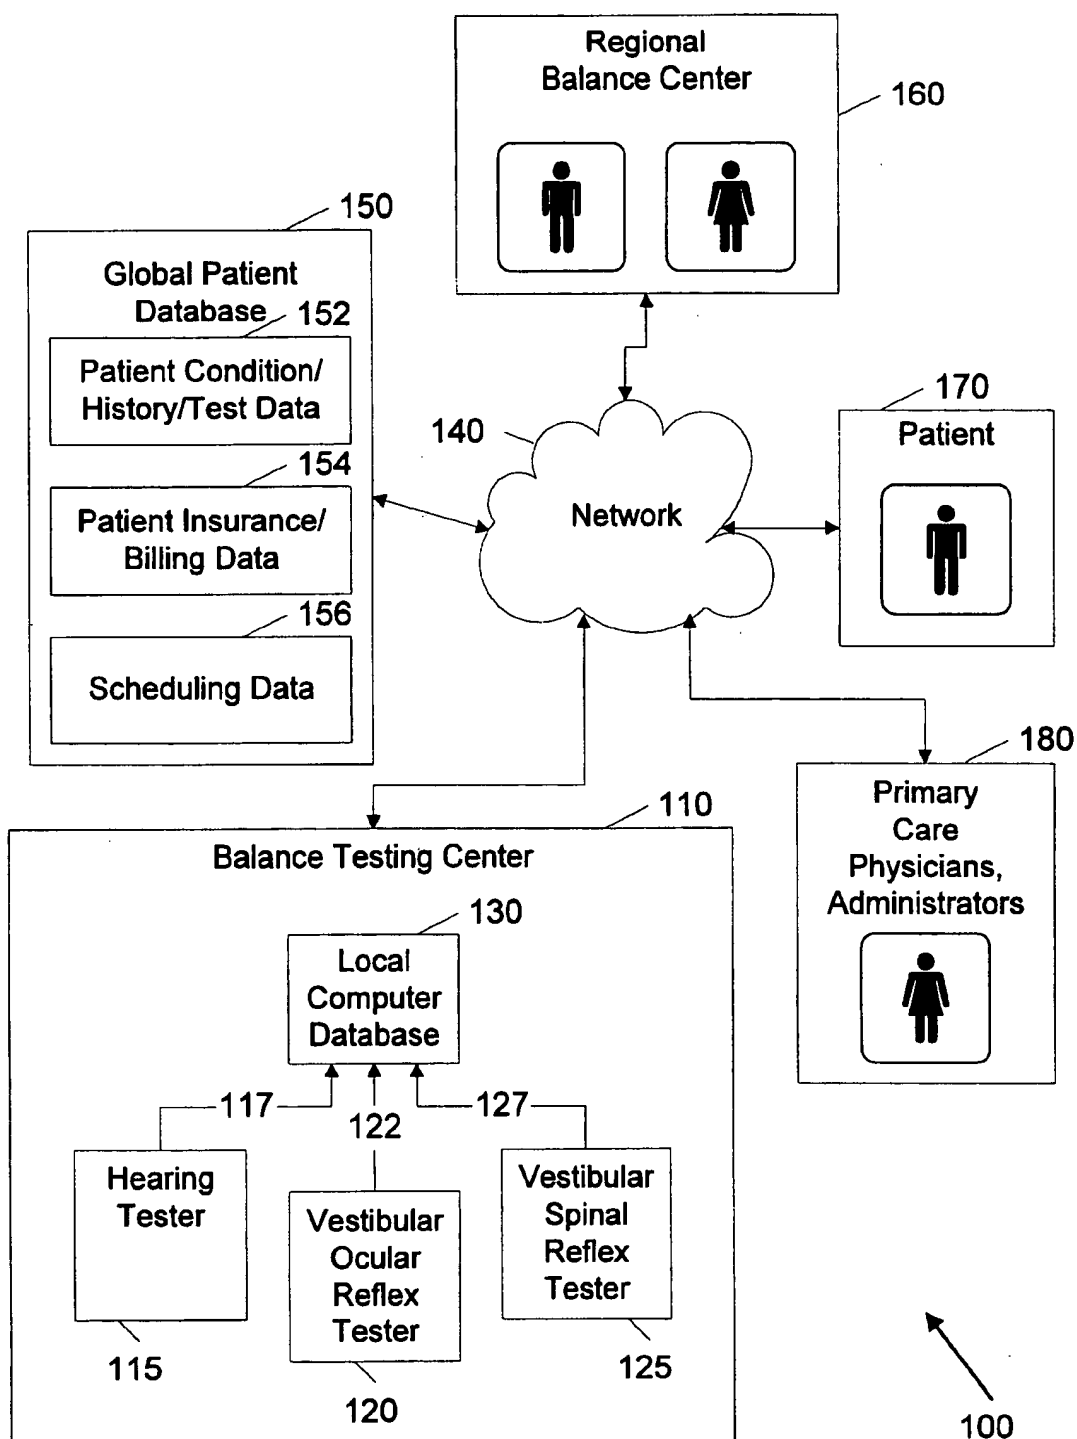 Regional
Balance Center
160
150
Global Patient
Database
152
Patient Condition/
History/Test Data
154
Patient Insurance/
Billing Data
156
Scheduling Data
140
Network
170
Patient
180
Primary
Care
Physicians,
Administrators
110
Balance Testing Center
130
Local
Computer
Database
117
122
127
Hearing
Tester
Vestibular
Ocular
Reflex
Tester
Vestibular
Spinal
Reflex
Tester
115
120
125
100